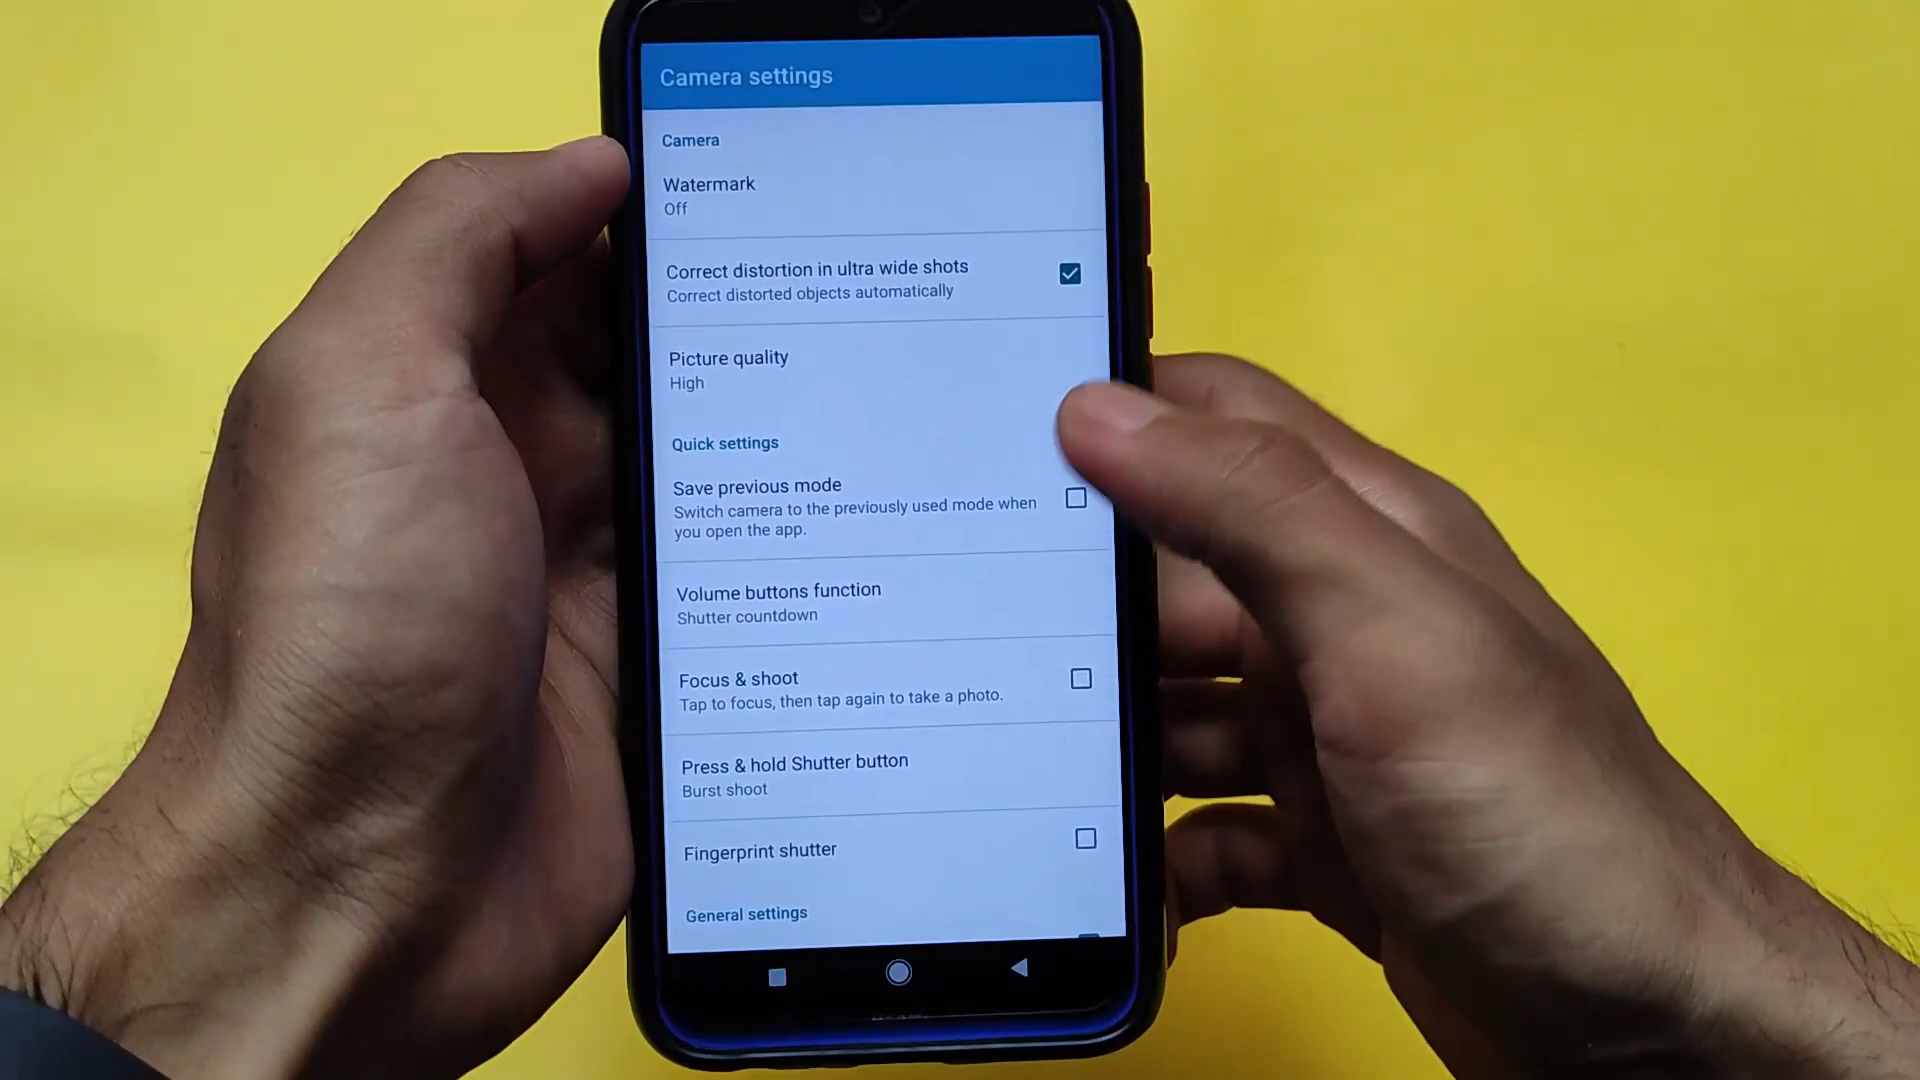 Camera settings
Camera
Watermark
Off
Correct distortion in ultra wide shots
Correct distorted objects automatically
Picture quality
High
Quick settings
Save previous mode
Switch camera to the previously used mode when
you open the app.
Volume buttons function
Shutter countdown
Focus & shoot
Tap to focus, then tap again to take a photo.
Press & hold Shutter button
Burst shoot
Fingerprint shutter
General settings